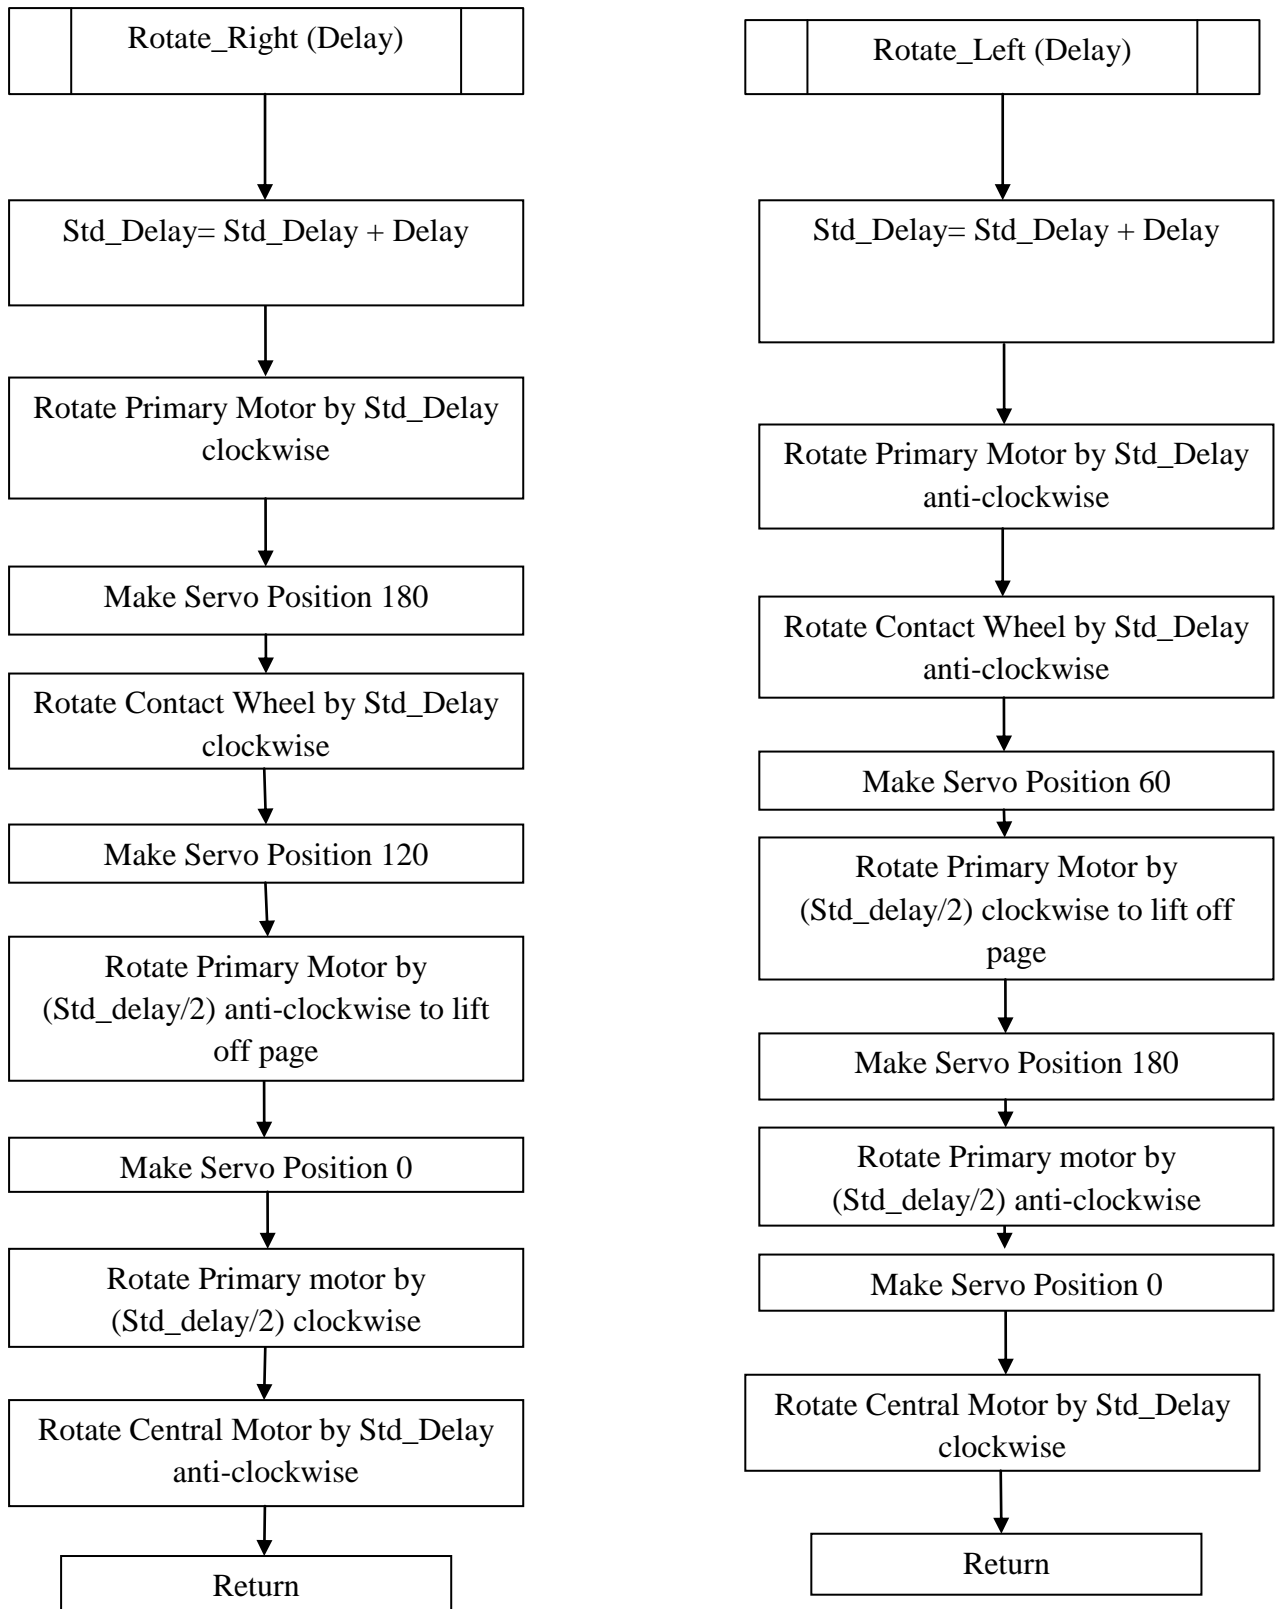 Rotate_Right (Delay)
Std_Delay= Std_Delay + Delay
Rotate Primary Motor by Std_Delay
clockwise
Make Servo Position 180
Rotate Contact Wheel by Std_Delay
clockwise
Make Servo Position 120
Rotate Primary Motor by
(Std_delay/2) anti-clockwise to lift
off page
Make Servo Position 0
Rotate Primary motor by
(Std_delay/2) clockwise
Rotate Central Motor by Std_Delay
anti-clockwise
Return
Rotate_Left (Delay)
Std_Delay= Std_Delay + Delay
Rotate Primary Motor by Std_Delay
anti-clockwise
Rotate Contact Wheel by Std_Delay
anti-clockwise
Make Servo Position 60
Rotate Primary Motor by
(Std_delay/2) clockwise to lift off
page
Make Servo Position 180
Rotate Primary motor by
(Std_delay/2) anti-clockwise
Make Servo Position 0
Rotate Central Motor by Std_Delay
clockwise
Return